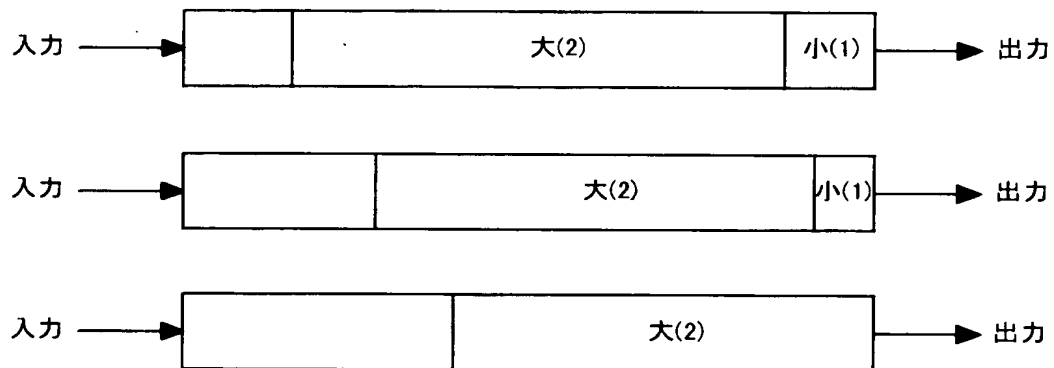 入力 大(2) 小(1) 出力
入力 大(2) 小(1) 出力
入力 大(2) 出力